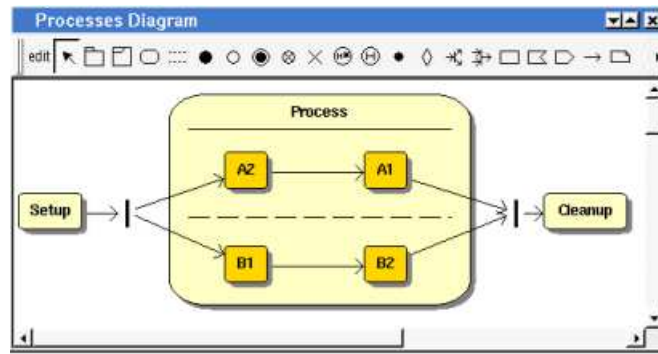 Processes Diagram
edit
Process
A2 A1
Setup Cleanup
B1 B2